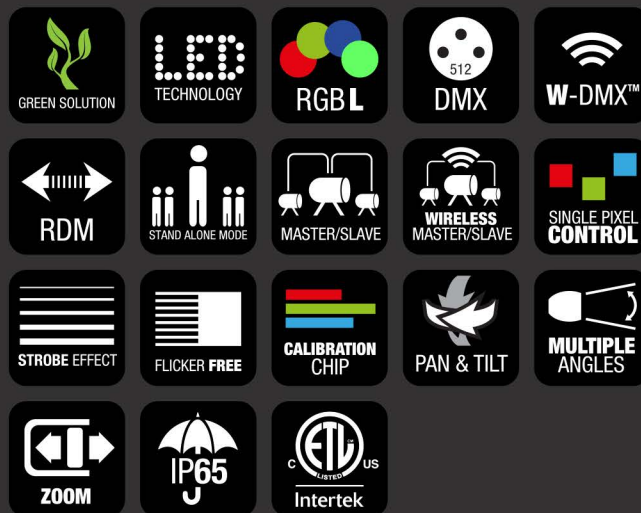 GREEN SOLUTION
LED
TECHNOLOGY
RGBL
512
DMX
W-DMX™
RDM
STAND ALONE MODE
MASTER/SLAVE
WIRELESS
MASTER/SLAVE
SINGLE PIXEL
CONTROL
STROBE EFFECT
FLICKER FREE
CALIBRATION
CHIP
PAN & TILT
MULTIPLE
ANGLES
ZOOM
IP65
ETL
C LISTED US
Intertek